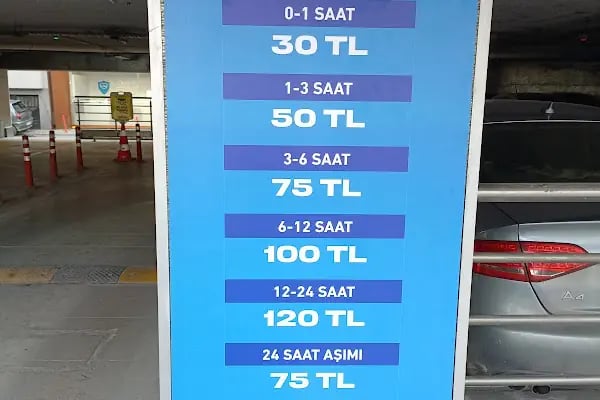 0-1 SAAT
30 TL
1-3 SAAT
50 TL
3-6 SAAT
75 TL
6-12 SAAT
100 TL
12-24 SAAT
120 TL
24 SAAT AŞIMI
75 TL
A4